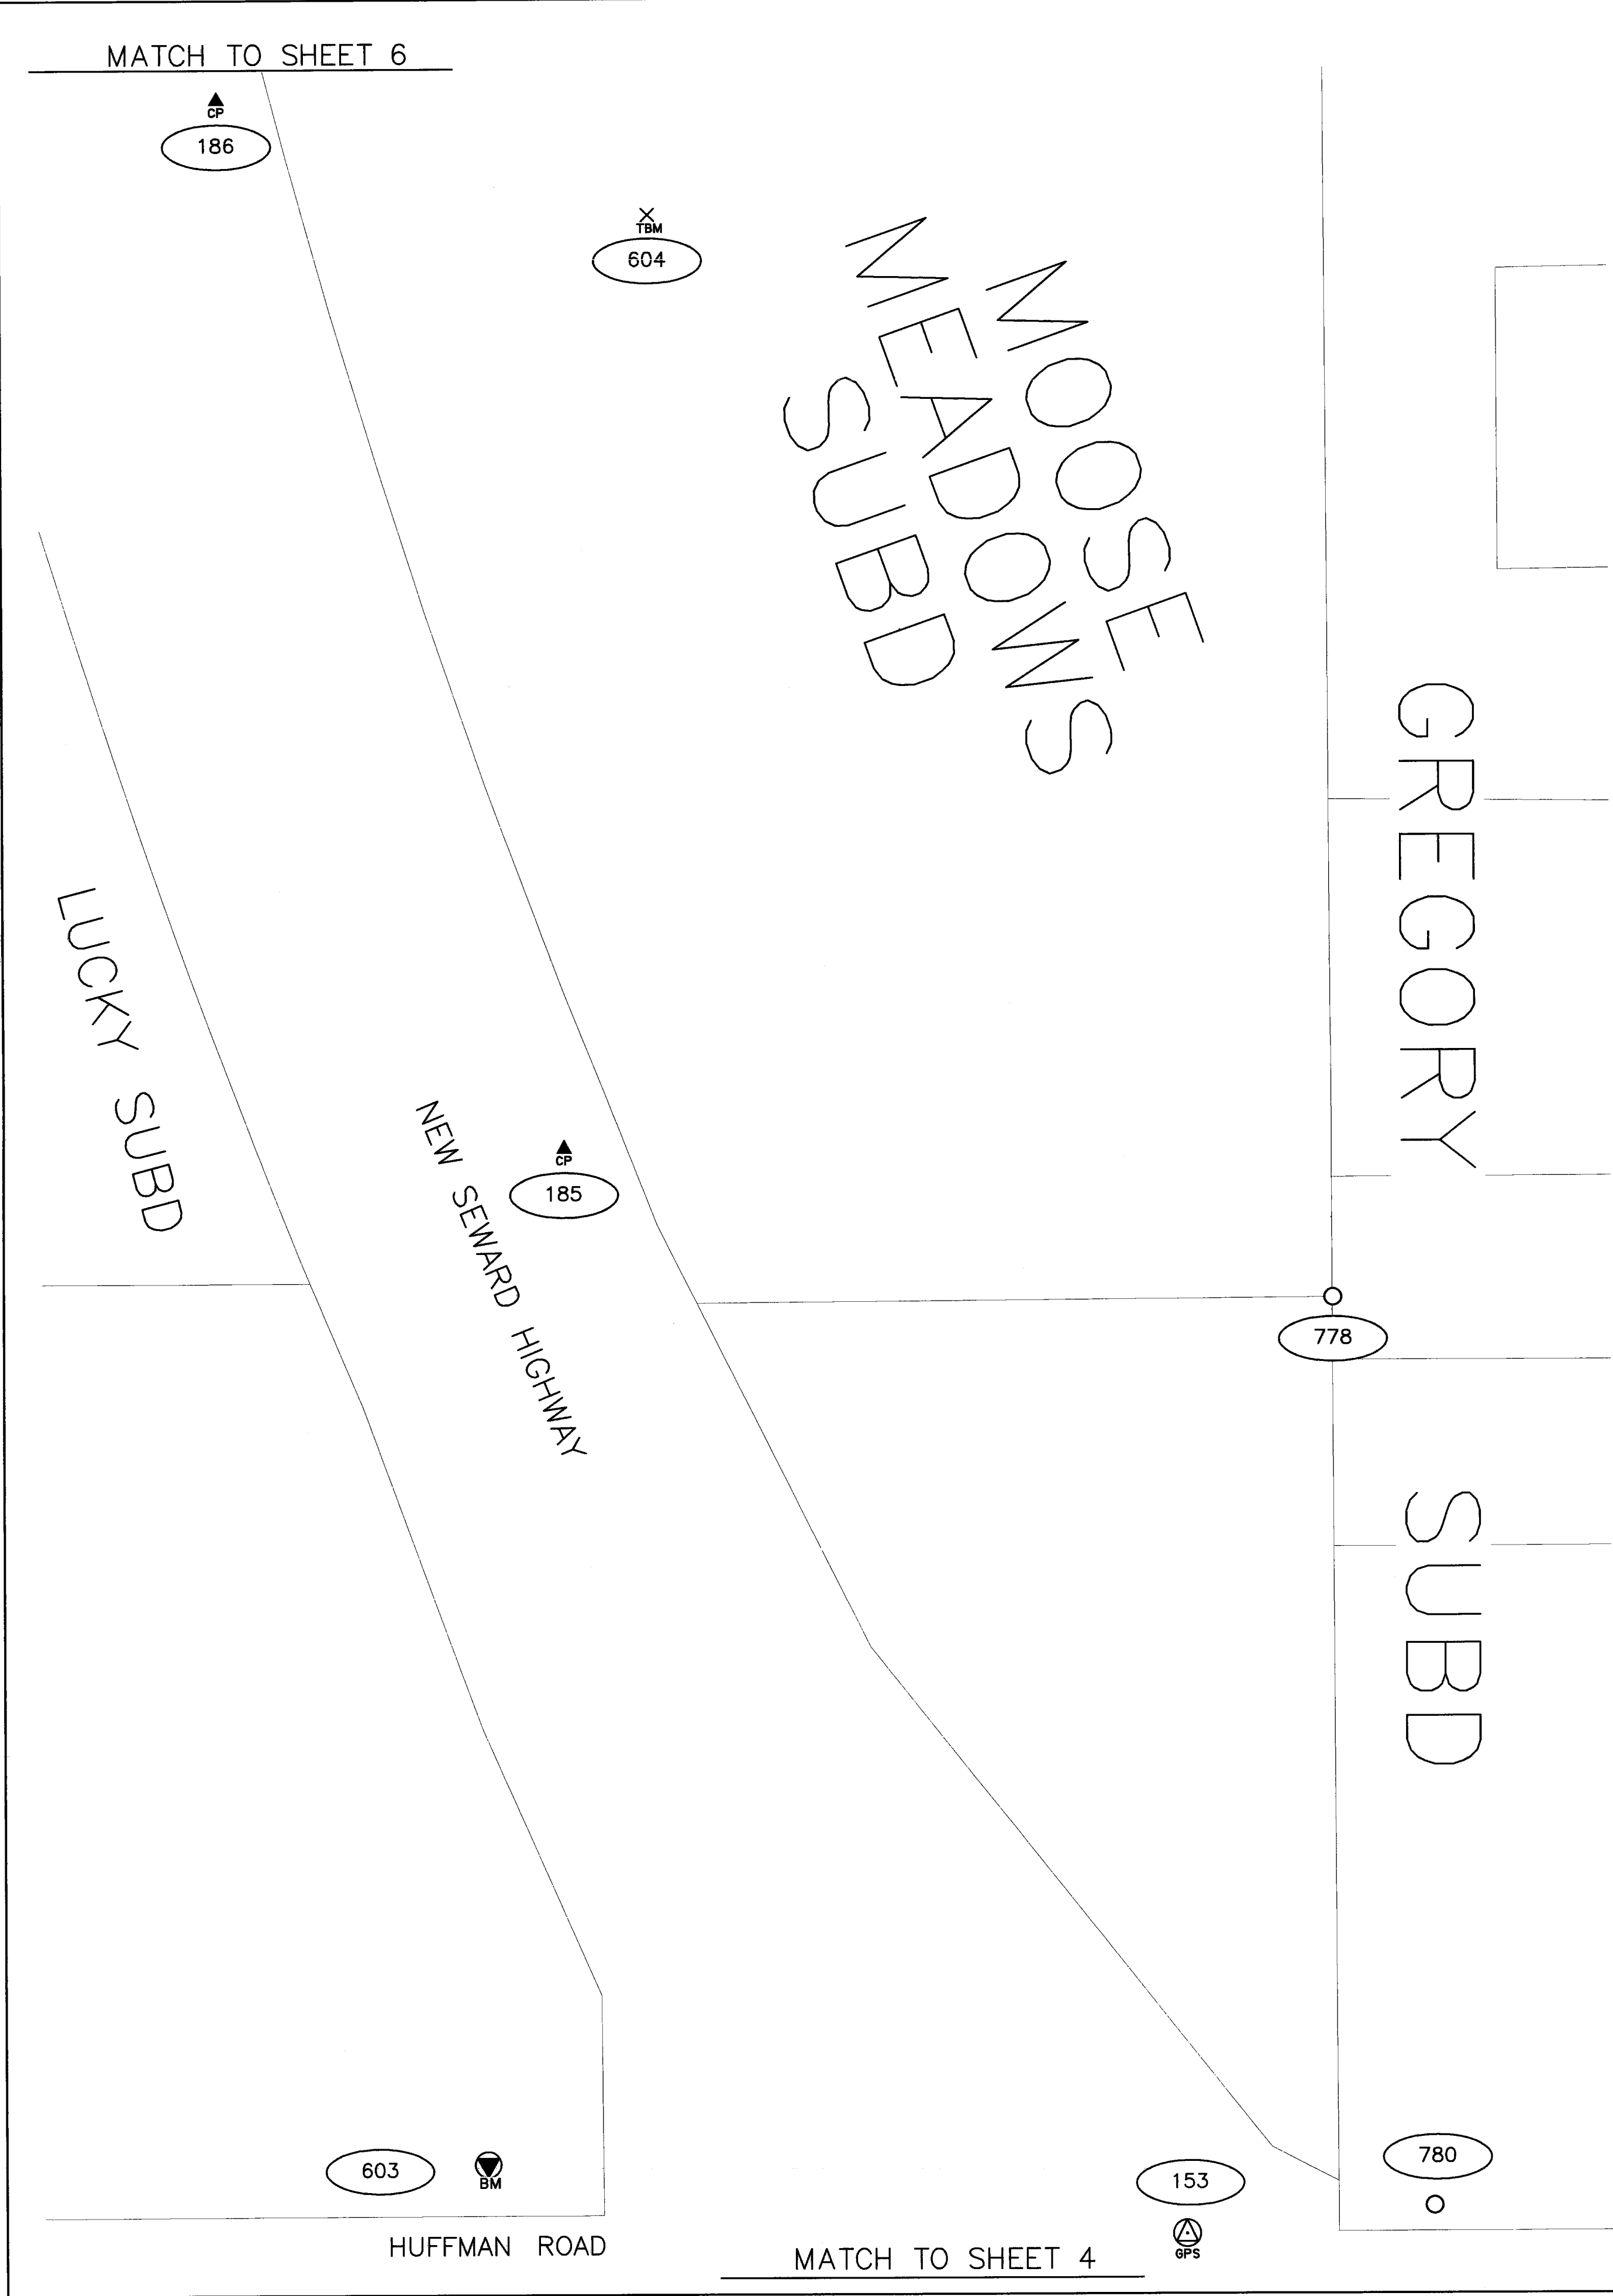 MATCH TO SHEET 6
CP
186
TBM
604
MOOSE
MEADOWS
SUBD
GREGORY SUBD
LUCKY SUBD
NEW SEWARD HIGHWAY
CP
185
778
603
BM
153
GPS
780
HUFFMAN ROAD
MATCH TO SHEET 4